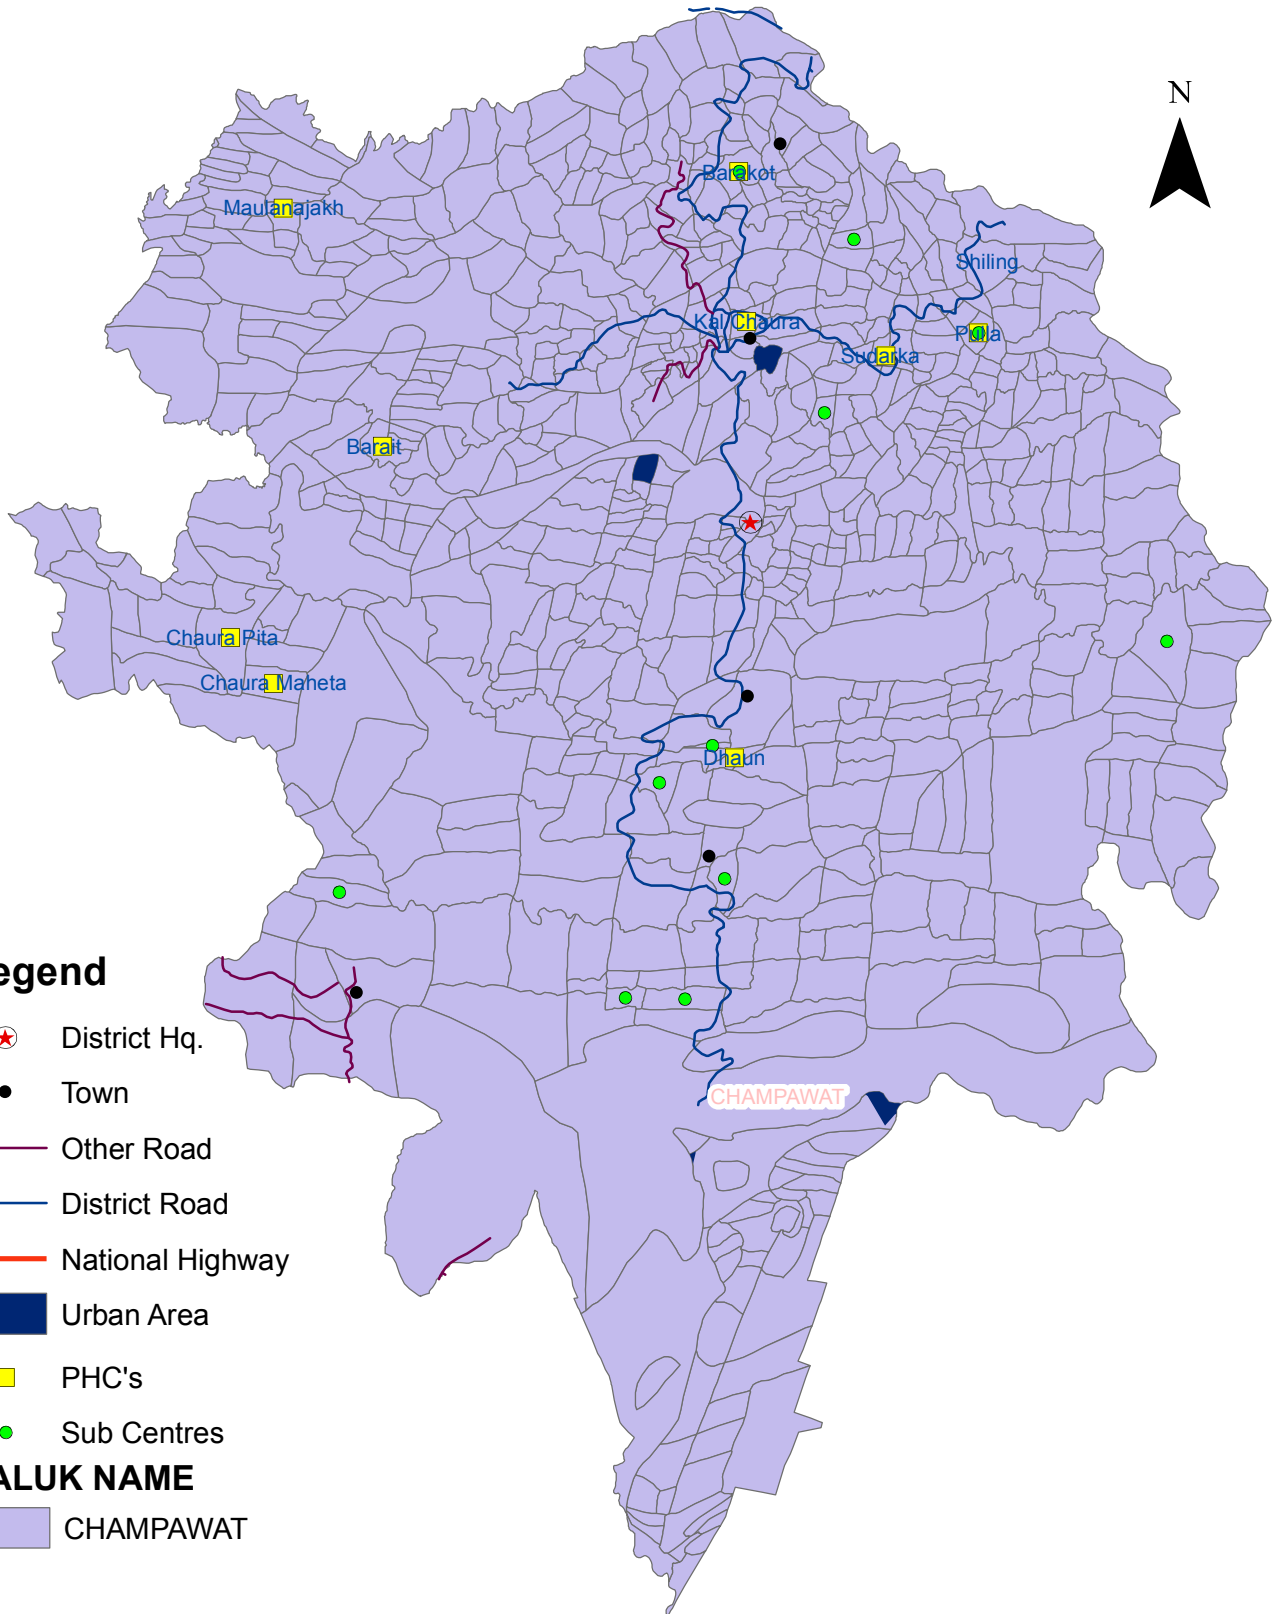 N
Barakot
Maulanajakh
Shiling
Kal Chaura
Pulla
Sudarka
Barait
Chaura Pita
Chaura Maheta
Dhaun
egend
District Hq.
Town
Other Road
District Road
National Highway
Urban Area
PHC's
Sub Centres
ALUK NAME
CHAMPAWAT
CHAMPAWAT